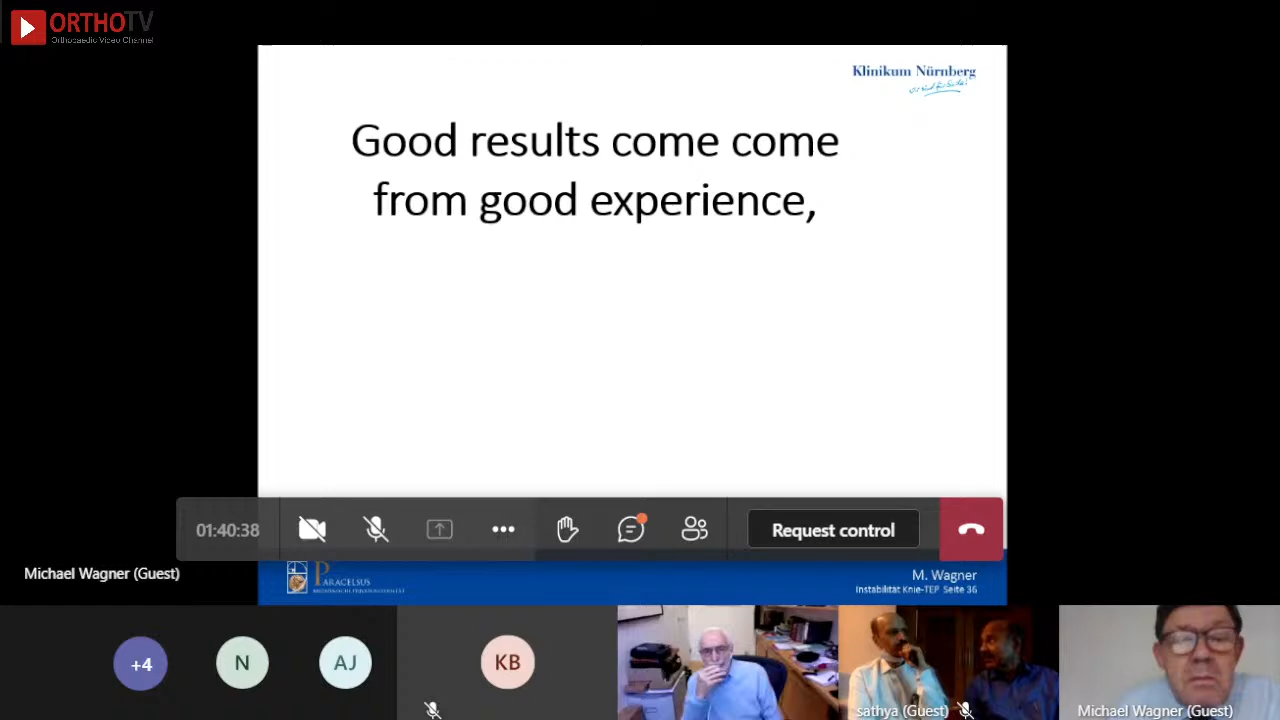 ORTHOTV
Orthopaedic Video Channel
Klinikum Nürnberg
Good results come come
from good experience,
01:40:38
Request control
Michael Wagner (Guest)
PARACELSUS
M. Wagner
Instabilität Knie-TEP Seite 36
+4
N
AJ
KB
sathya (Guest)
Michael Wagner (Guest)